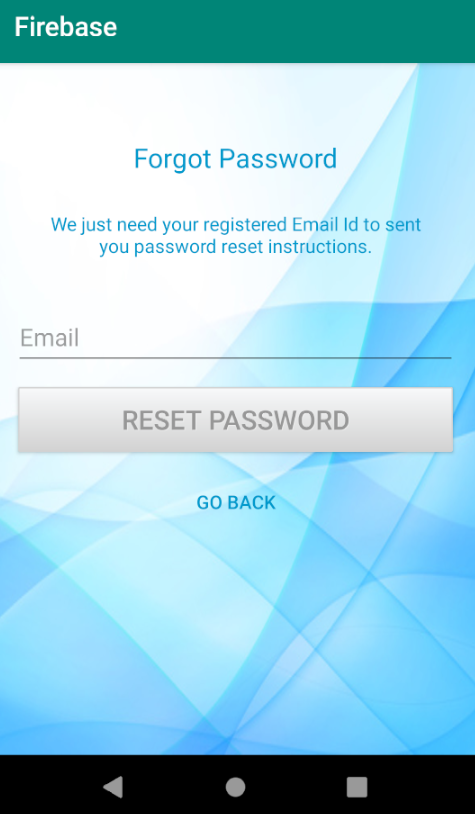 Firebase
Forgot Password
We just need your registered Email Id to sent
you password reset instructions.
Email
RESET PASSWORD
GO BACK